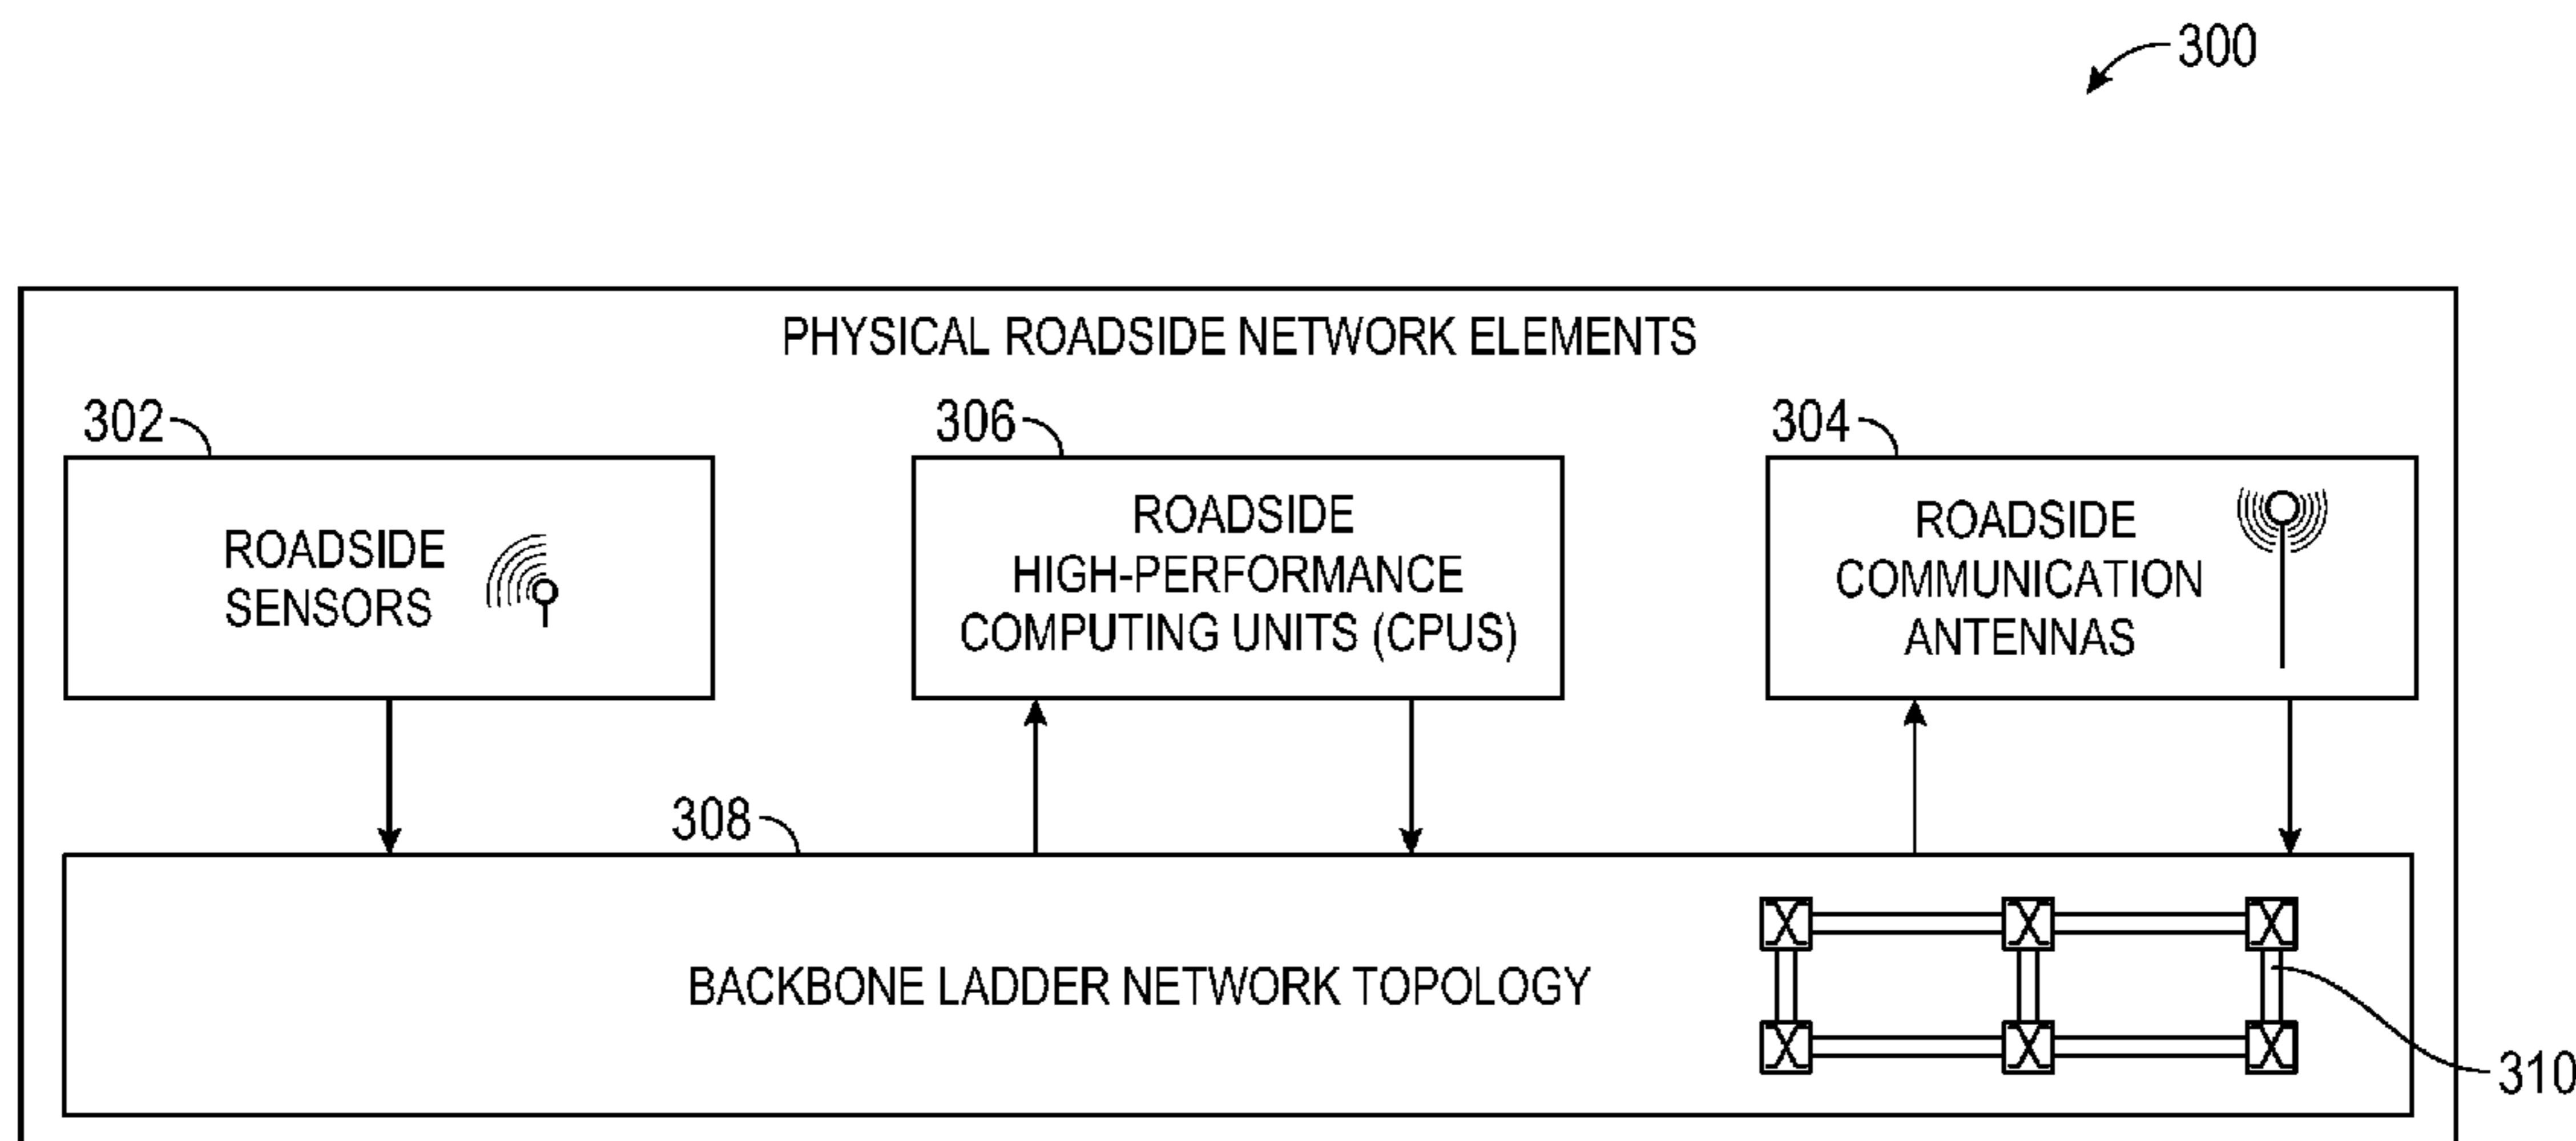 300
PHYSICAL ROADSIDE NETWORK ELEMENTS
302
306
304
ROADSIDE
SENSORS
ROADSIDE
HIGH-PERFORMANCE
COMPUTING UNITS (CPUS)
ROADSIDE
COMMUNICATION
ANTENNAS
308
BACKBONE LADDER NETWORK TOPOLOGY
310